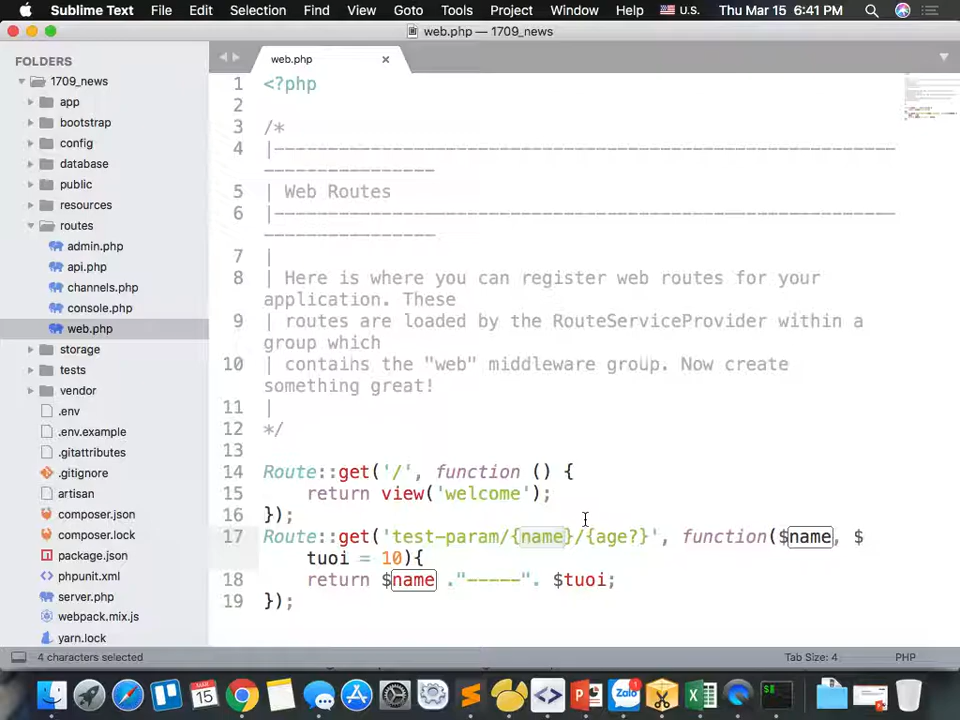 Sublime Text File Edit Selection Find View Goto Tools Project Window Help U.S. Thu Mar 15 6:41 PM
web.php — 1709_news
FOLDERS
1709_news
app
bootstrap
config
database
public
resources
routes
admin.php
api.php
channels.php
console.php
web.php
storage
tests
vendor
.env
.env.example
.gitattributes
.gitignore
artisan
composer.json
composer.lock
package.json
phpunit.xml
server.php
webpack.mix.js
yarn.lock
web.php
1 <?php
2
3 /*
4 |----------------------------------------------------------
----------------
5 | Web Routes
6 |----------------------------------------------------------
----------------
7 |
8 | Here is where you can register web routes for your
application. These
9 | routes are loaded by the RouteServiceProvider within a
group which
10 | contains the "web" middleware group. Now create
something great!
11 |
12 */
13
14 Route::get('/', function () {
15 return view('welcome');
16 });
17 Route::get('test-param/{name}/{age?}', function($name, $
tuoi = 10){
18 return $name ."-----". $tuoi;
19 });
4 characters selected Tab Size: 4 PHP
15
Zalo
1